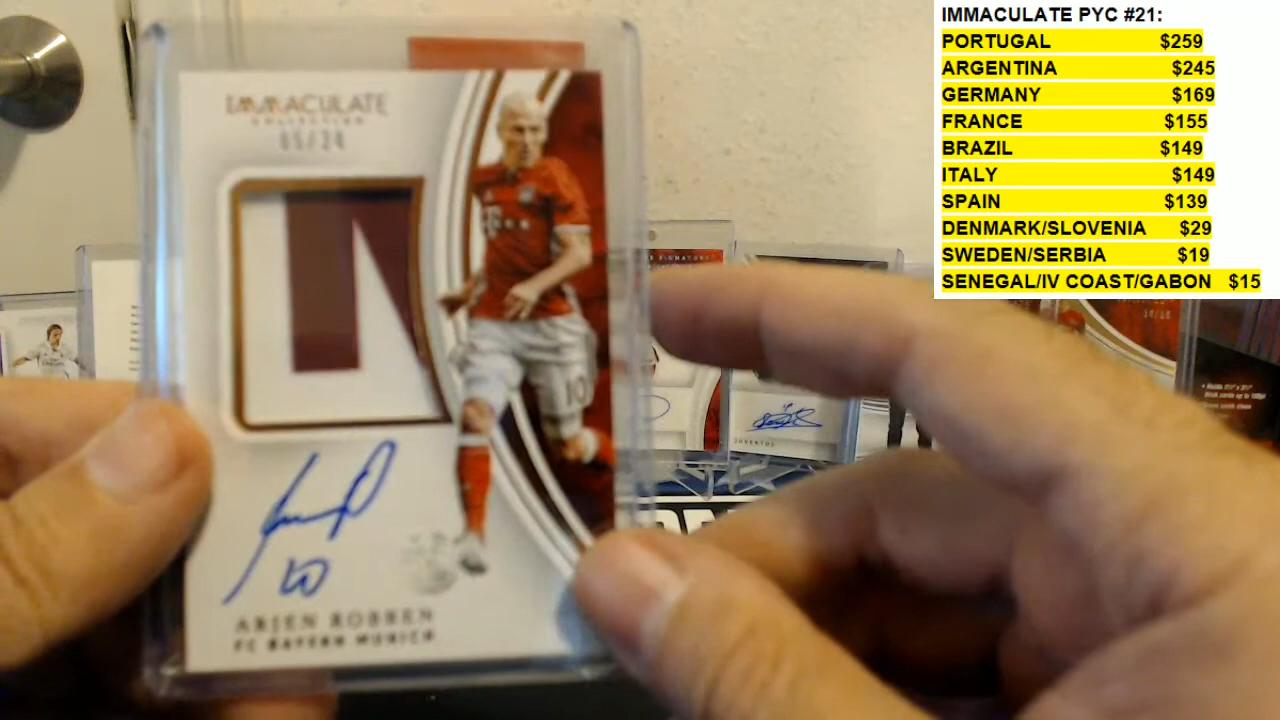 IMMACULATE PYC #21:
PORTUGAL $259
ARGENTINA $245
GERMANY $169
FRANCE $155
BRAZIL $149
ITALY $149
SPAIN $139
DENMARK/SLOVENIA $29
SWEDEN/SERBIA $19
SENEGAL/IV COAST/GABON $15
IMMACULATE
COLLECTION
05/24
10
10
ARJEN ROBBEN
FC BAYERN MUNICH
JUVENTUS